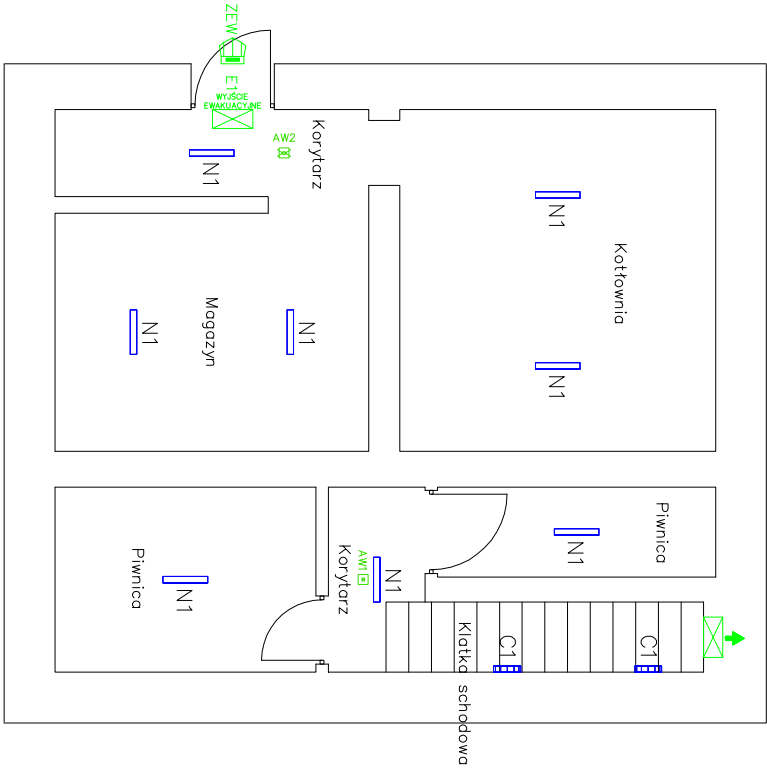 ZEW
E1
WYJŚCIE
EWAKUACYJNE
AW2
Korytarz
N1
N1
Kotłownia
N1
N1
Magazyn
N1
N1
Piwnica
N1
Piwnica
N1
Korytarz
AW1
N1
Klatka schodowa
C1
C1